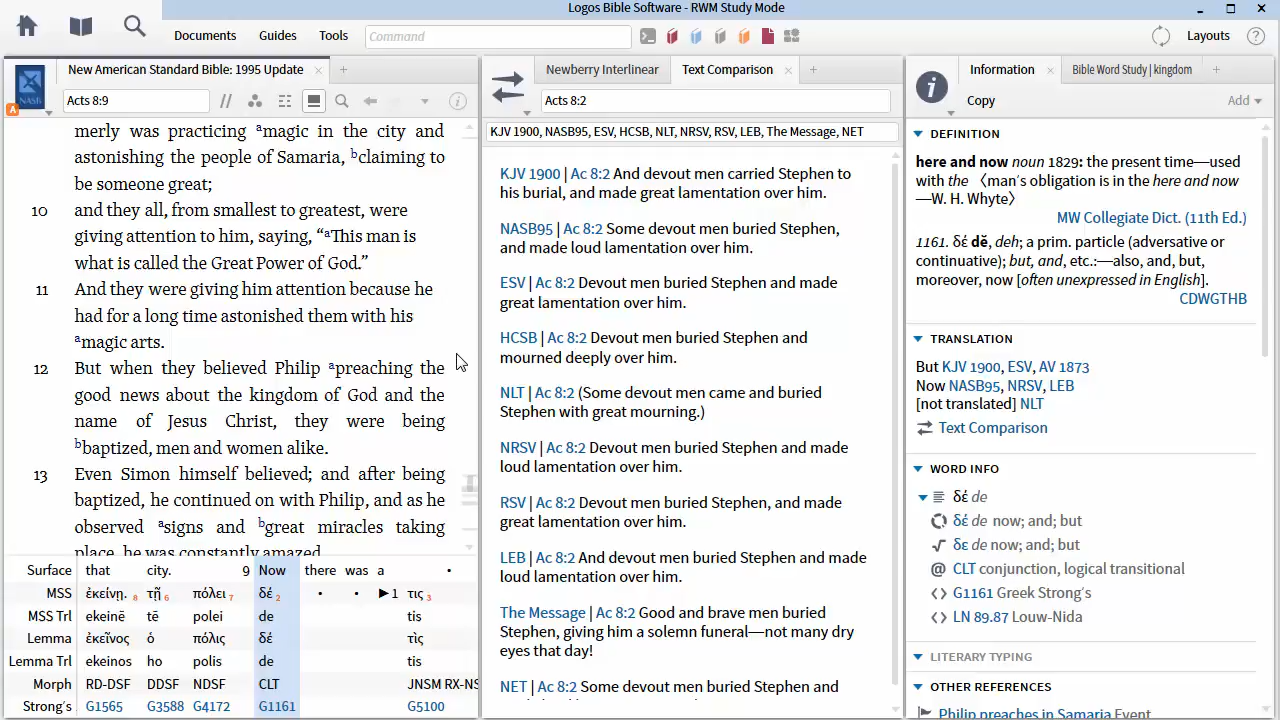 Logos Bible Software - RWM Study Mode
Documents Guides Tools Command Layouts
New American Standard Bible: 1995 Update
NASB
A
Acts 8:9
merly was practicing ᵃmagic in the city and
astonishing the people of Samaria, ᵇclaiming to
be someone great;
10 and they all, from smallest to greatest, were
giving attention to him, saying, “ᵃThis man is
what is called the Great Power of God.”
11 And they were giving him attention because he
had for a long time astonished them with his
ᵃmagic arts.
12 But when they believed Philip ᵃpreaching the
good news about the kingdom of God and the
name of Jesus Christ, they were being
ᵇbaptized, men and women alike.
13 Even Simon himself believed; and after being
baptized, he continued on with Philip, and as he
observed ᵃsigns and ᵇgreat miracles taking
place, he was constantly amazed.
Surface that city. 9 Now there was a •
MSS ἐκείνῃ. 8 τῇ 6 πόλει 7 δέ 2 • • ▶ 1 τις 3
MSS Trl ekeinē tē polei de tis
Lemma ἐκεῖνος ὁ πόλις δέ τὶς
Lemma Trl ekeinos ho polis de tis
Morph RD-DSF DDSF NDSF CLT JNSM RX-NS
Strong's G1565 G3588 G4172 G1161 G5100
Newberry Interlinear Text Comparison
Acts 8:2
KJV 1900, NASB95, ESV, HCSB, NLT, NRSV, RSV, LEB, The Message, NET
KJV 1900 | Ac 8:2 And devout men carried Stephen to
his burial, and made great lamentation over him.
NASB95 | Ac 8:2 Some devout men buried Stephen,
and made loud lamentation over him.
ESV | Ac 8:2 Devout men buried Stephen and made
great lamentation over him.
HCSB | Ac 8:2 Devout men buried Stephen and
mourned deeply over him.
NLT | Ac 8:2 (Some devout men came and buried
Stephen with great mourning.)
NRSV | Ac 8:2 Devout men buried Stephen and made
loud lamentation over him.
RSV | Ac 8:2 Devout men buried Stephen, and made
great lamentation over him.
LEB | Ac 8:2 And devout men buried Stephen and made
loud lamentation over him.
The Message | Ac 8:2 Good and brave men buried
Stephen, giving him a solemn funeral—not many dry
eyes that day!
NET | Ac 8:2 Some devout men buried Stephen and
Information Bible Word Study | kingdom
Copy Add
DEFINITION
here and now noun 1829: the present time—used
with the 〈man's obligation is in the here and now
—W. H. Whyte〉
MW Collegiate Dict. (11th Ed.)
1161. δέ dĕ, deh; a prim. particle (adversative or
continuative); but, and, etc.:—also, and, but,
moreover, now [often unexpressed in English].
CDWGTHB
TRANSLATION
But KJV 1900, ESV, AV 1873
Now NASB95, NRSV, LEB
[not translated] NLT
Text Comparison
WORD INFO
δέ de
δέ de now; and; but
δε de now; and; but
@ CLT conjunction, logical transitional
<> G1161 Greek Strong's
<> LN 89.87 Louw-Nida
LITERARY TYPING
OTHER REFERENCES
Philip preaches in Samaria Event